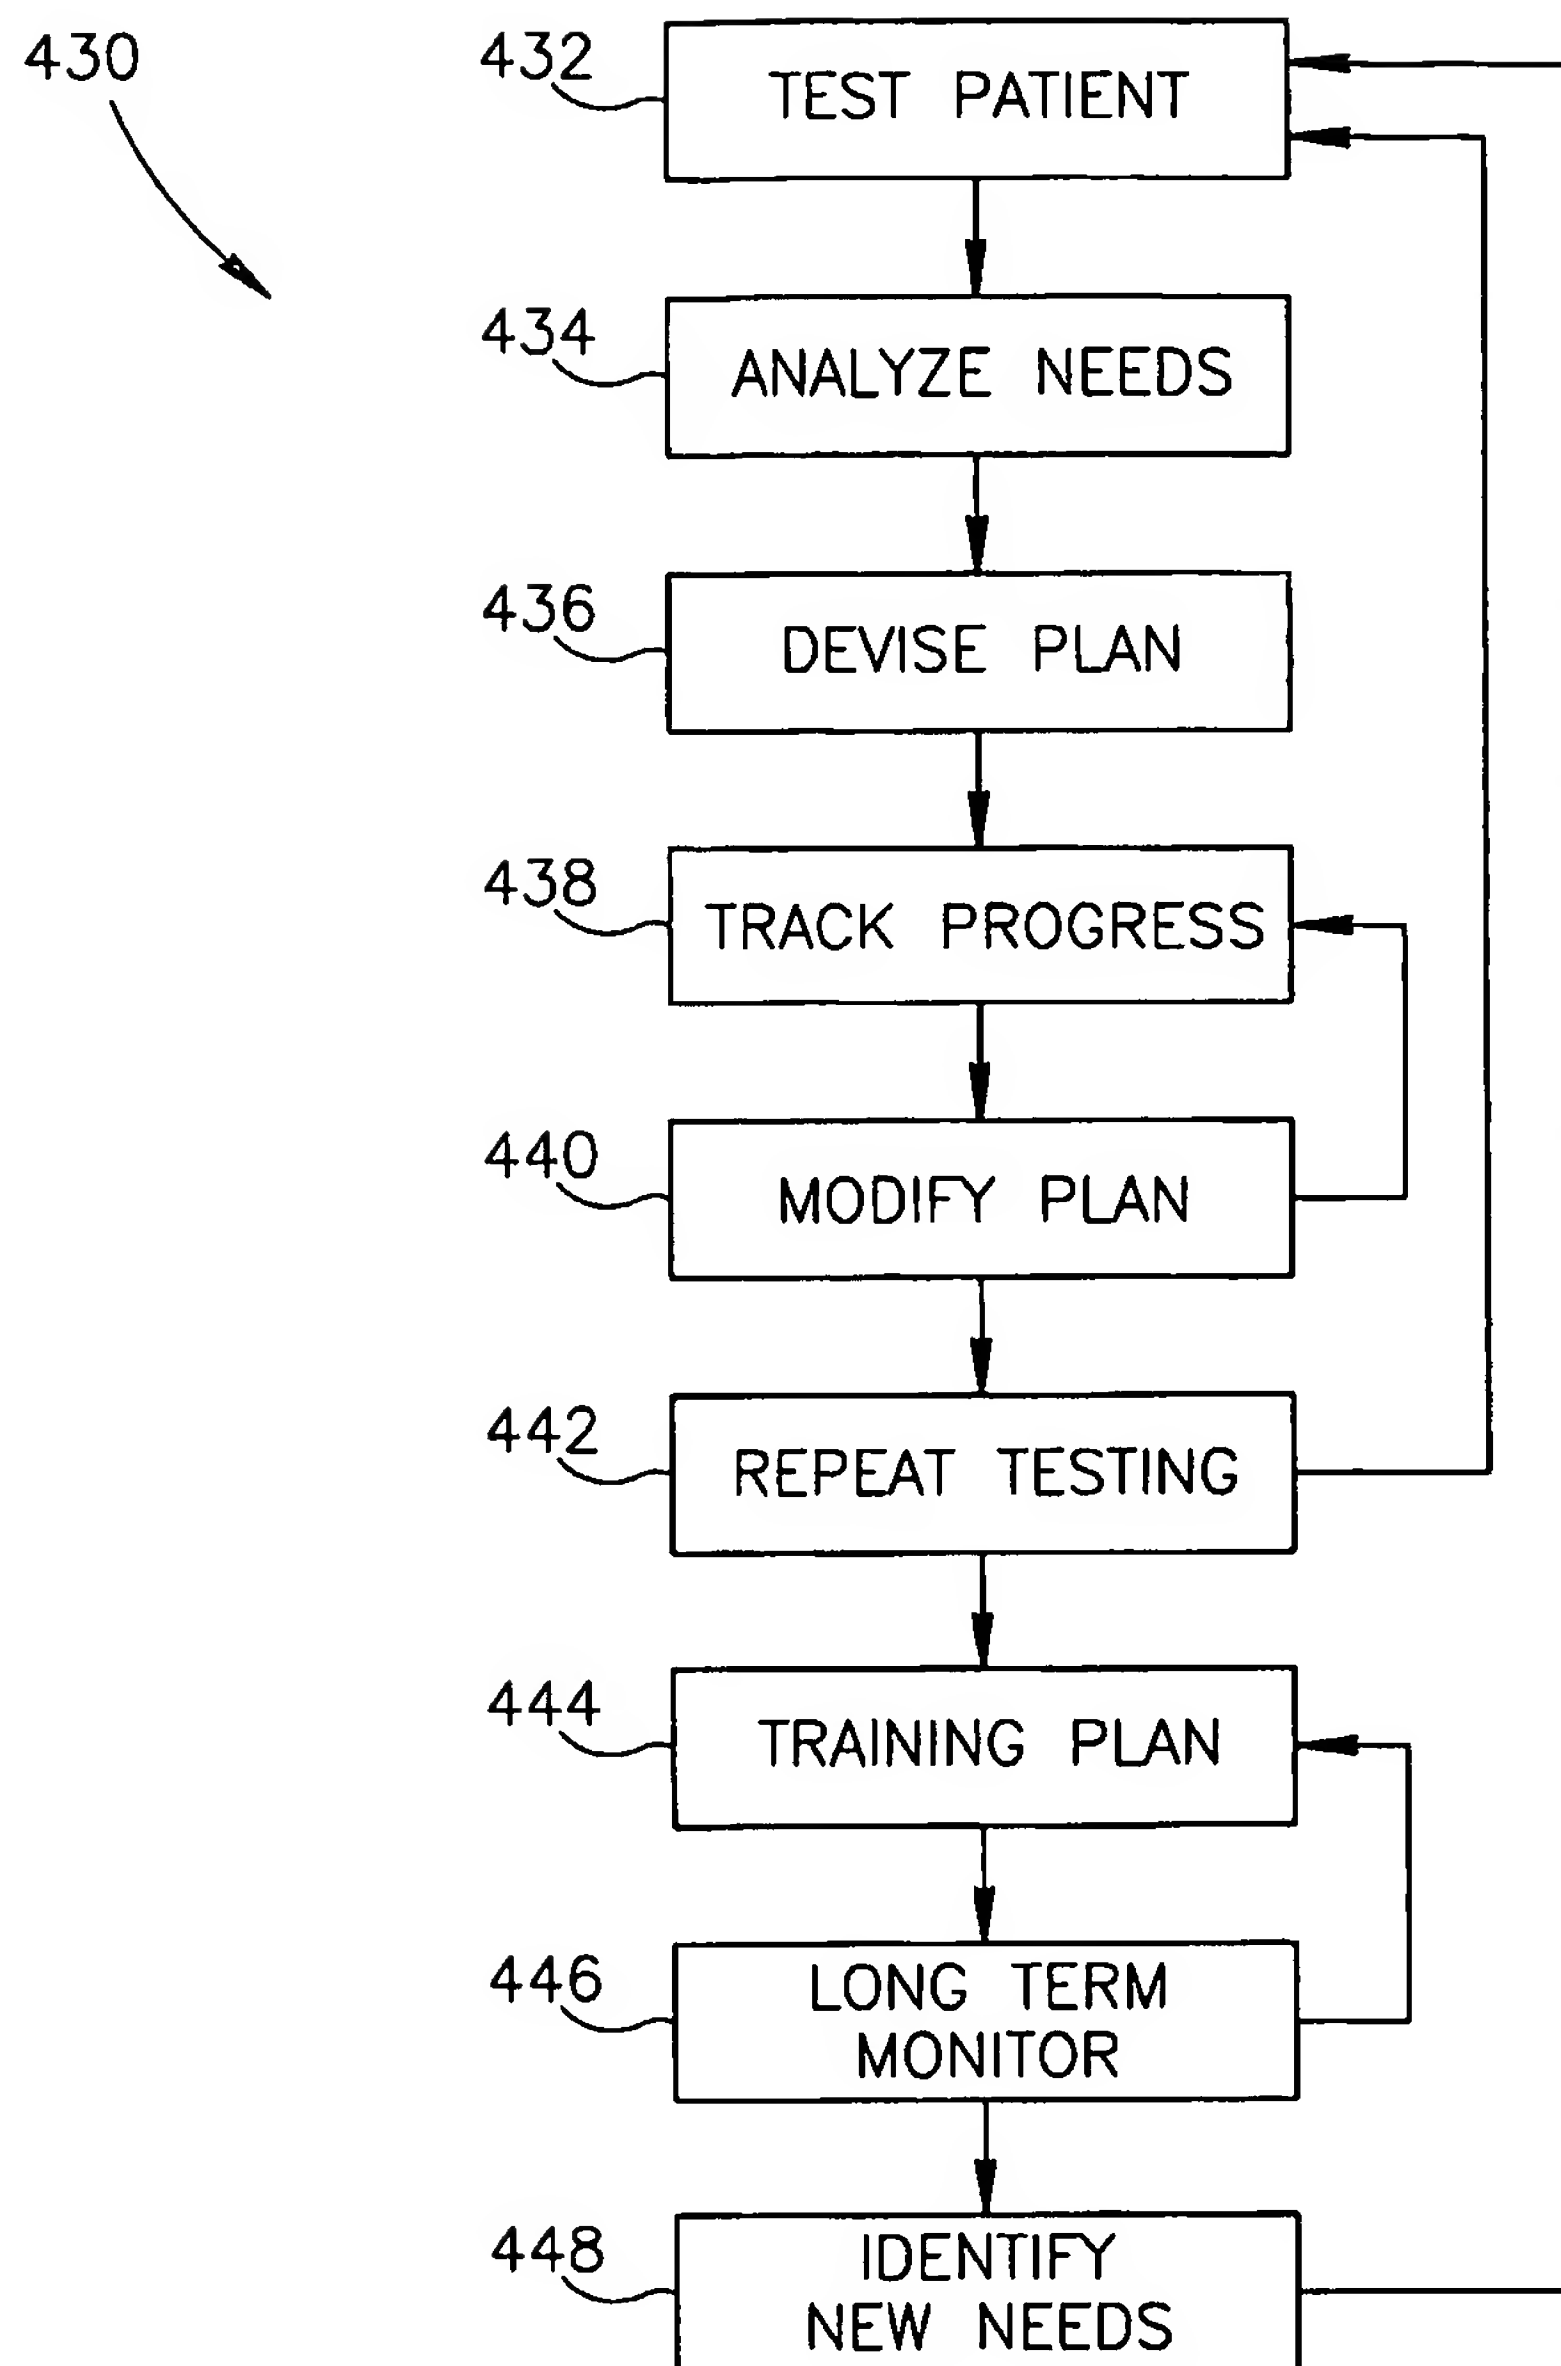 430
432
TEST PATIENT
434
ANALYZE NEEDS
436
DEVISE PLAN
438
TRACK PROGRESS
440
MODIFY PLAN
442
REPEAT TESTING
444
TRAINING PLAN
446
LONG TERM
MONITOR
448
IDENTIFY
NEW NEEDS